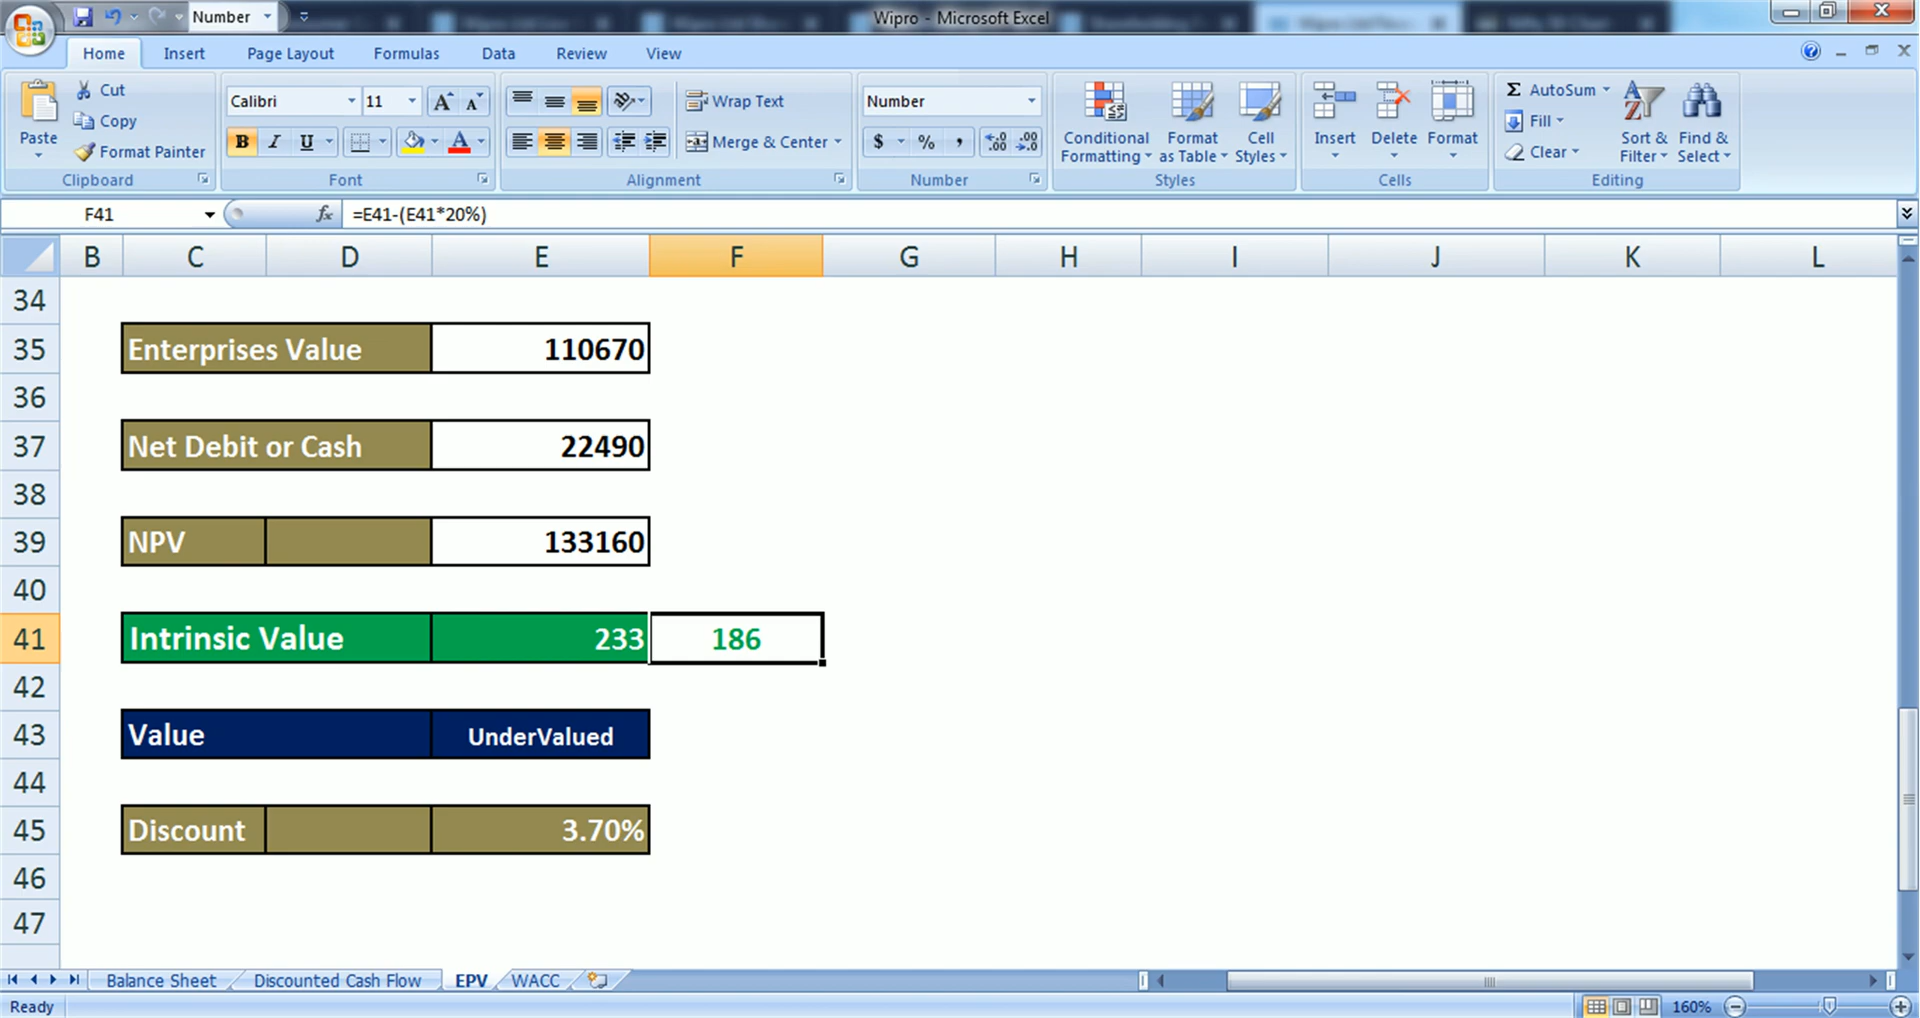 Number
Wipro - Microsoft Excel
Home Insert Page Layout Formulas Data Review View
Paste
Cut
Copy
Format Painter
Clipboard
Calibri 11
B I U
Font
Wrap Text
Merge & Center
Alignment
Number
$ % ,
Number
Conditional Formatting
Format as Table
Cell Styles
Styles
Insert Delete Format
Cells
Σ AutoSum
Fill
Clear
Sort & Filter
Find & Select
Editing
F41 fx =E41-(E41*20%)
B C D E F G H I J K L
34
35 Enterprises Value 110670
36
37 Net Debit or Cash 22490
38
39 NPV 133160
40
41 Intrinsic Value 233 186
42
43 Value UnderValued
44
45 Discount 3.70%
46
47
Balance Sheet Discounted Cash Flow EPV WACC
Ready 160%